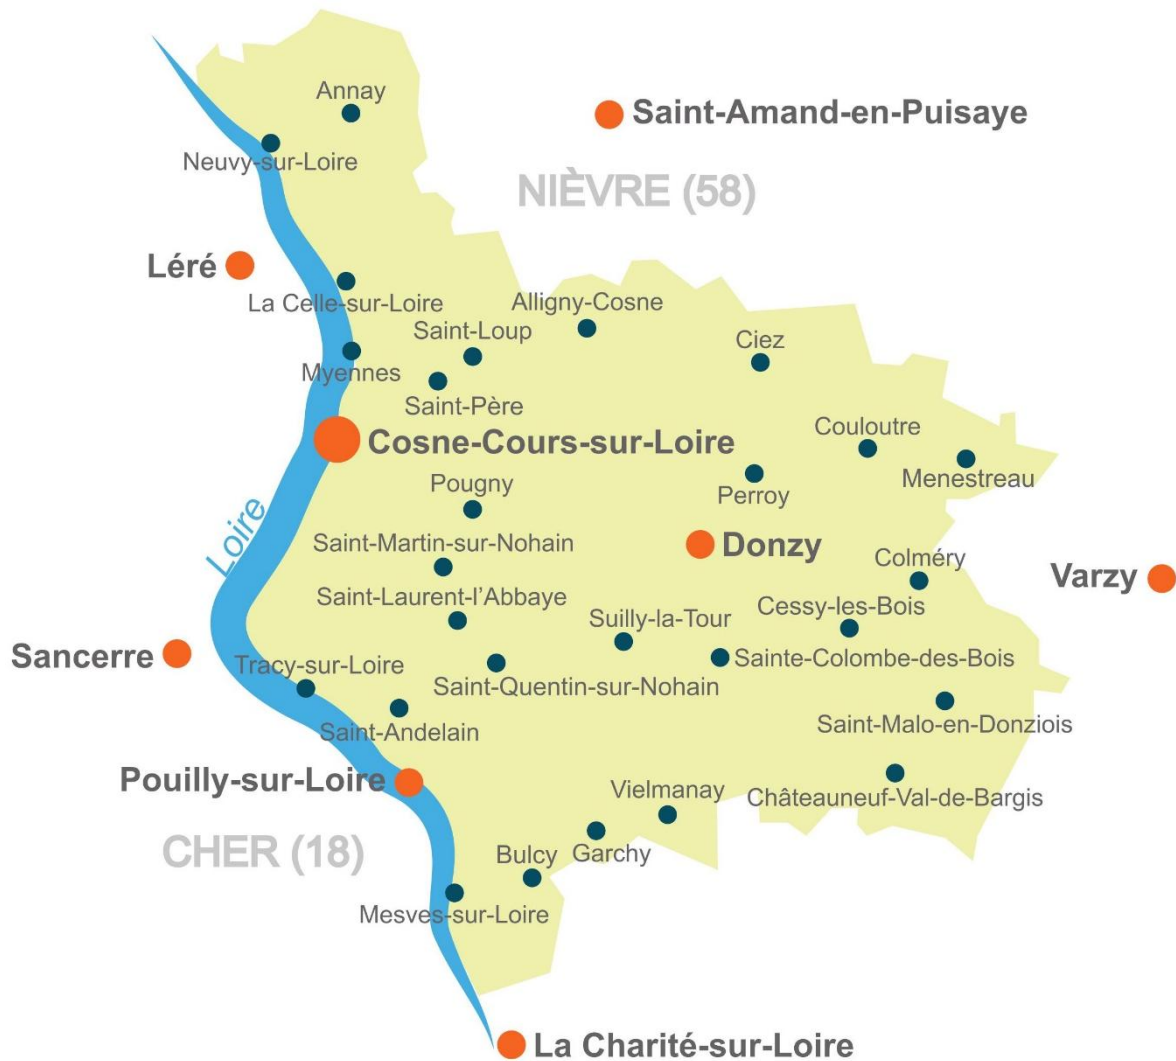 Annay
Saint-Amand-en-Puisaye
Neuvy-sur-Loire
NIÈVRE (58)
Léré
La Celle-sur-Loire
Alligny-Cosne
Saint-Loup
Ciez
Myennes
Saint-Père
Couloutre
Cosne-Cours-sur-Loire
Menestreau
Pougny
Perroy
Loire
Saint-Martin-sur-Nohain
Donzy
Colméry
Varzy
Saint-Laurent-l'Abbaye
Cessy-les-Bois
Suilly-la-Tour
Sancerre
Tracy-sur-Loire
Sainte-Colombe-des-Bois
Saint-Quentin-sur-Nohain
Saint-Andelain
Saint-Malo-en-Donziois
Pouilly-sur-Loire
Vielmanay
Châteauneuf-Val-de-Bargis
CHER (18)
Bulcy
Garchy
Mesves-sur-Loire
La Charité-sur-Loire